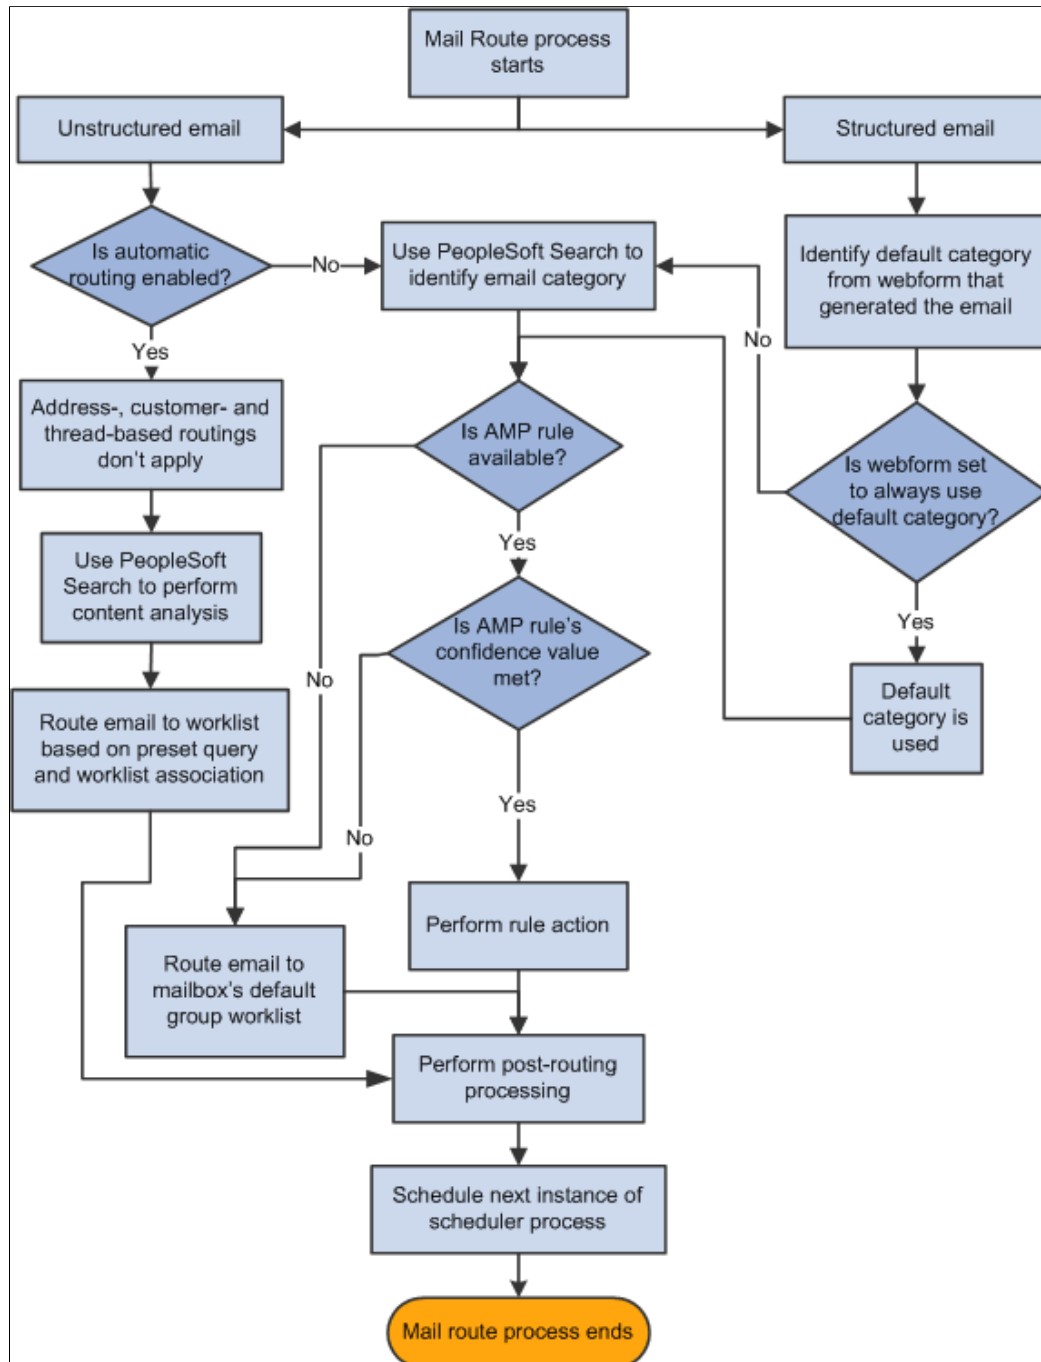 Mail Route process
starts
Unstructured email
Structured email
Is automatic
routing enabled?
No
Use PeopleSoft Search to
identify email category
Identify default category
from webform that
generated the email
No
Yes
Address-, customer- and
thread-based routings
don't apply
Is AMP rule
available?
Is webform set
to always use
default category?
Use PeopleSoft
Search to perform
content analysis
Yes
Yes
Is AMP rule's
confidence value
met?
No
Default
category is
used
Route email to worklist
based on preset query
and worklist association
Yes
No
Perform rule action
Route email to
mailbox's default
group worklist
Perform post-routing
processing
Schedule next instance of
scheduler process
Mail route process ends